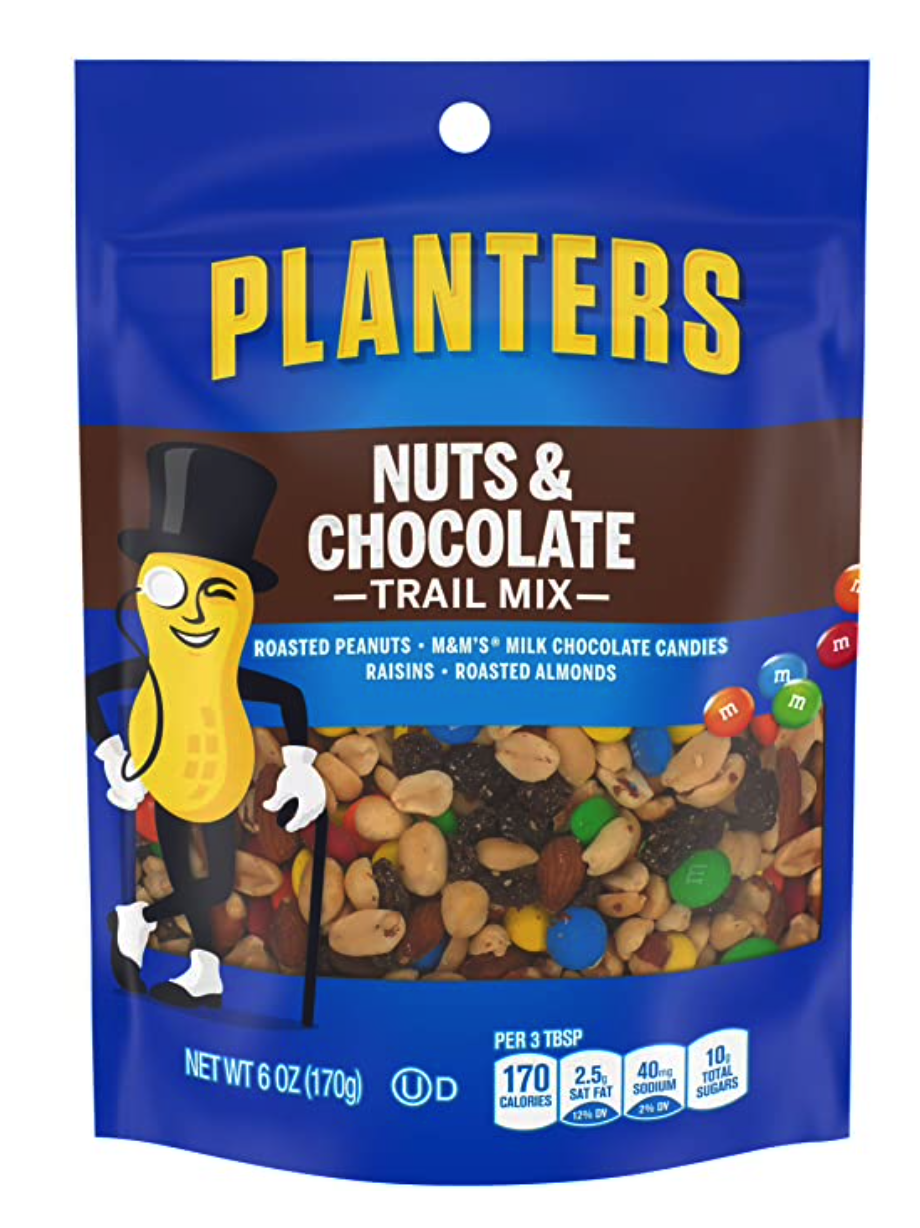 PLANTERS
NUTS &
CHOCOLATE
—TRAIL MIX—
ROASTED PEANUTS • M&M'S® MILK CHOCOLATE CANDIES
RAISINS • ROASTED ALMONDS
m
m
m
m
m
m
NET WT 6 OZ (170g)
U D
PER 3 TBSP
170 CALORIES
2.5g SAT FAT 12% DV
40mg SODIUM 2% DV
10g TOTAL SUGARS